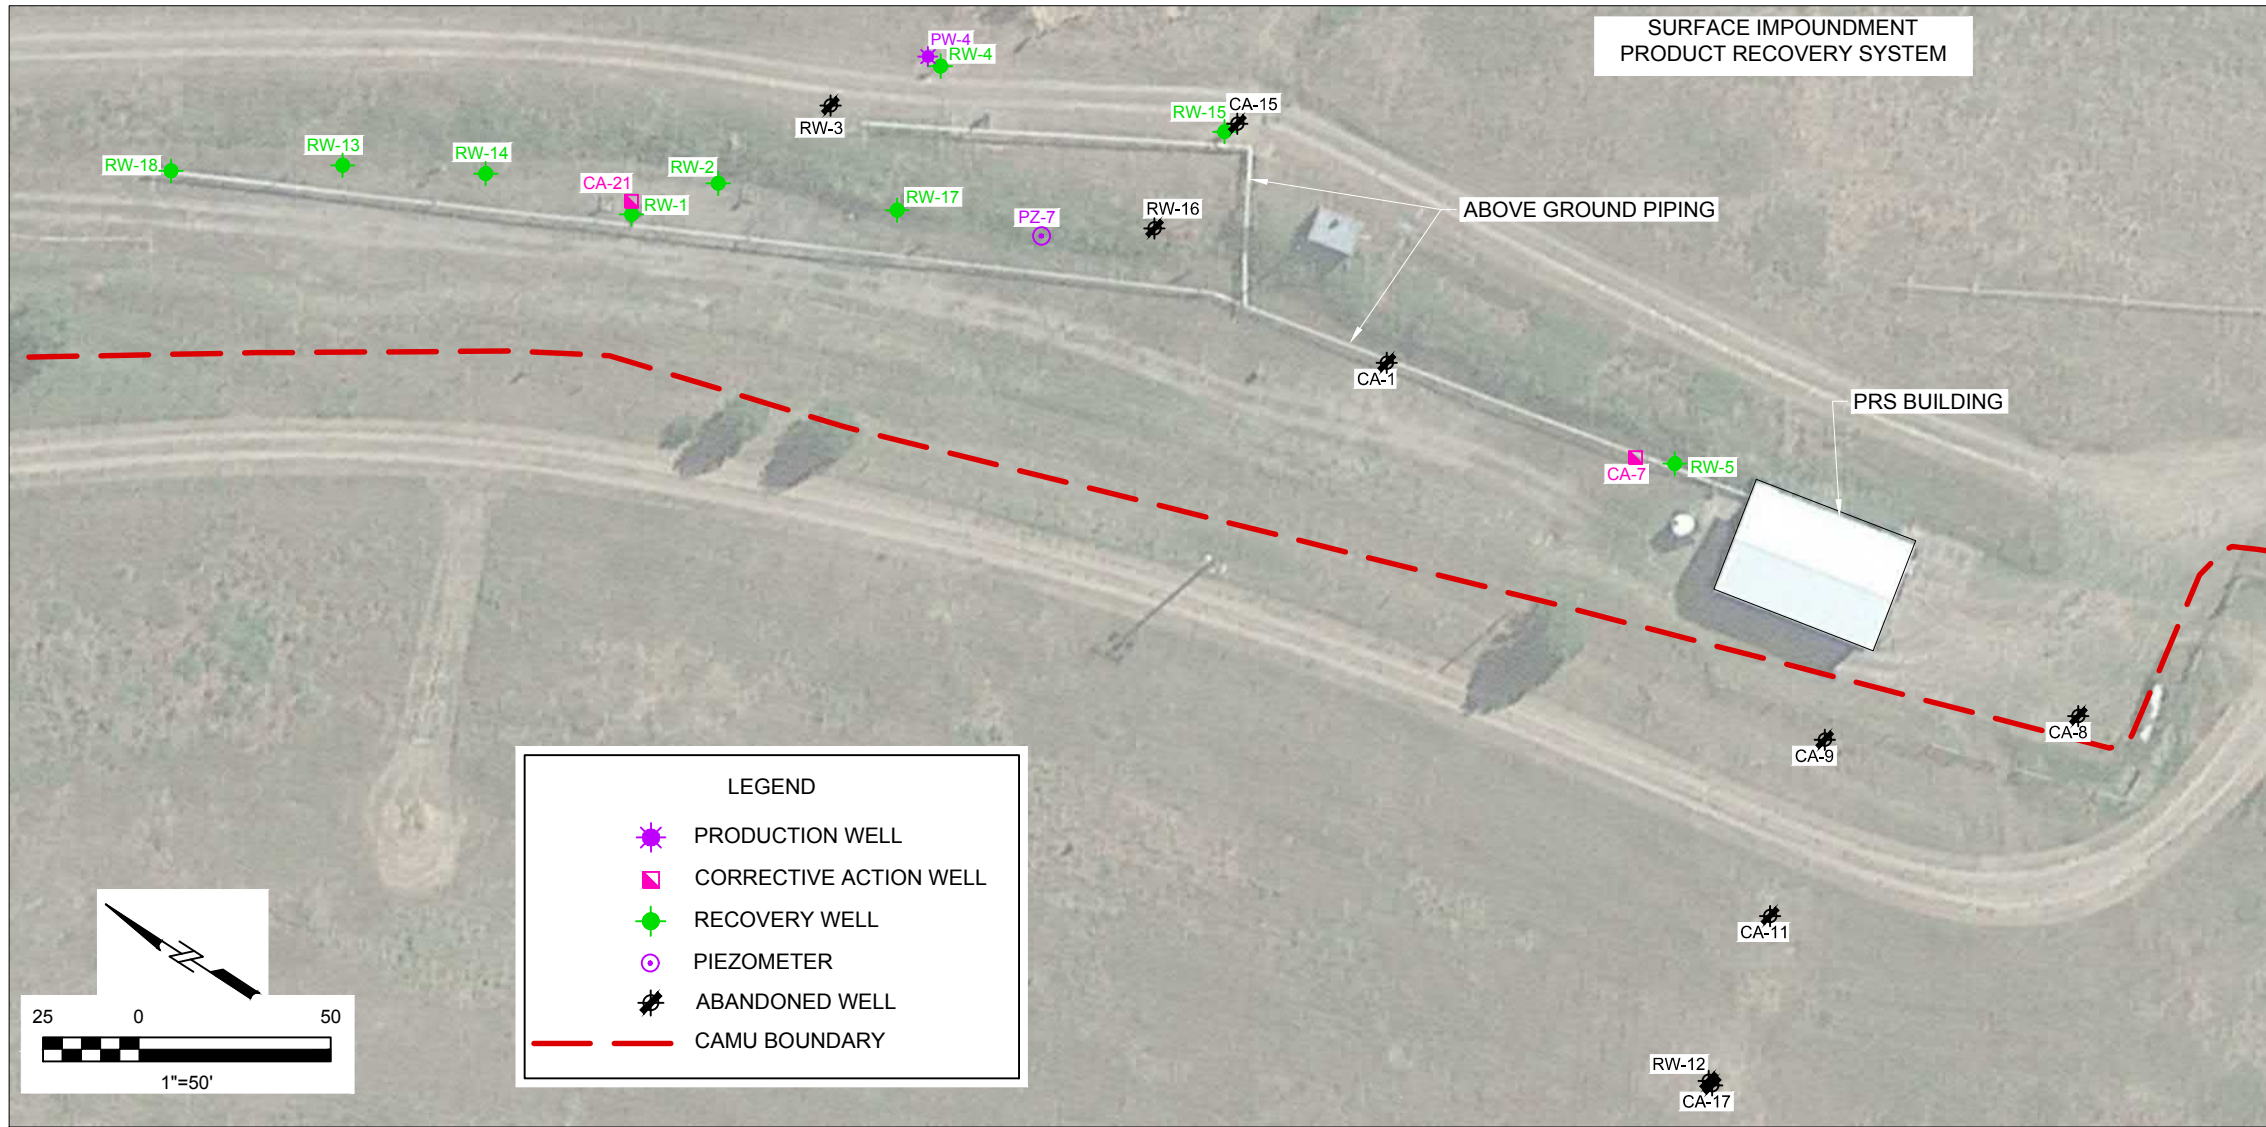 SURFACE IMPOUNDMENT
PRODUCT RECOVERY SYSTEM
PW-4
RW-4
RW-3
CA-15
RW-15
RW-18
RW-13
RW-14
RW-2
CA-21
RW-1
RW-17
PZ-7
RW-16
ABOVE GROUND PIPING
CA-1
PRS BUILDING
CA-7
RW-5
CA-8
CA-9
CA-11
RW-12
CA-17
LEGEND
PRODUCTION WELL
CORRECTIVE ACTION WELL
RECOVERY WELL
PIEZOMETER
ABANDONED WELL
CAMU BOUNDARY
N
25 0 50
1"=50'